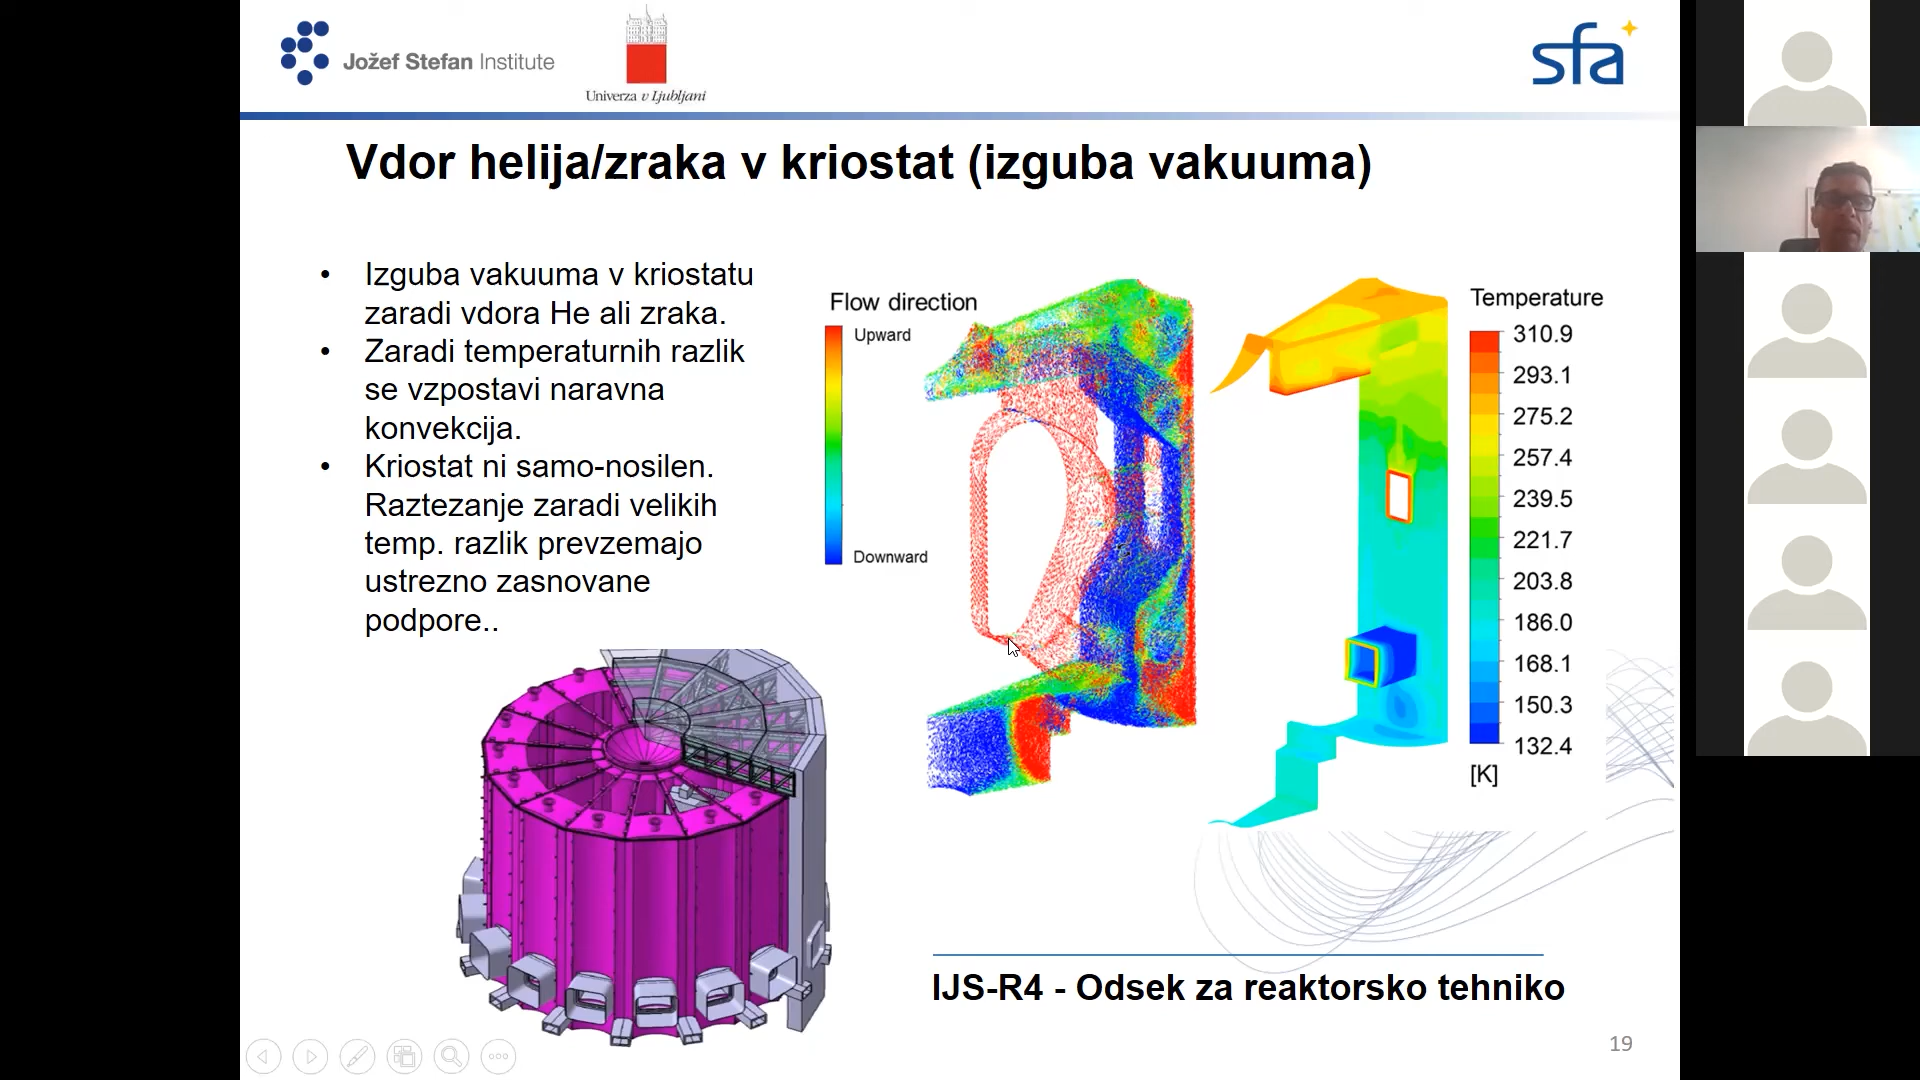 Jožef Stefan Institute
Univerza v Ljubljani
sfa
Vdor helija/zraka v kriostat (izguba vakuuma)
• Izguba vakuuma v kriostatu
zaradi vdora He ali zraka.
• Zaradi temperaturnih razlik
se vzpostavi naravna
konvekcija.
• Kriostat ni samo-nosilen.
Raztezanje zaradi velikih
temp. razlik prevzemajo
ustrezno zasnovane
podpore..
Flow direction
Upward
Downward
Temperature
310.9
293.1
275.2
257.4
239.5
221.7
203.8
186.0
168.1
150.3
132.4
[K]
IJS-R4 - Odsek za reaktorsko tehniko
19